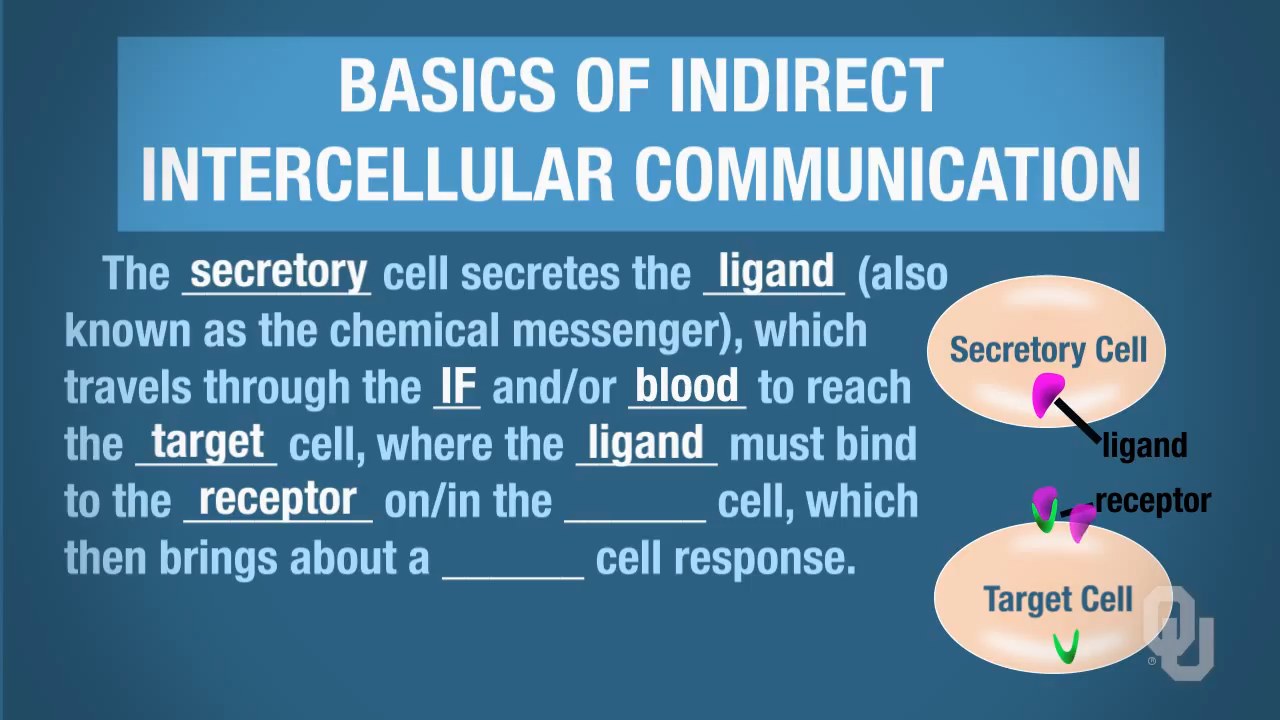 BASICS OF INDIRECT
INTERCELLULAR COMMUNICATION
The secretory cell secretes the ligand (also
known as the chemical messenger), which
travels through the IF and/or blood to reach
the target cell, where the ligand must bind
to the receptor on/in the ______ cell, which
then brings about a ______ cell response.
Secretory Cell
ligand
receptor
Target Cell
OU
®